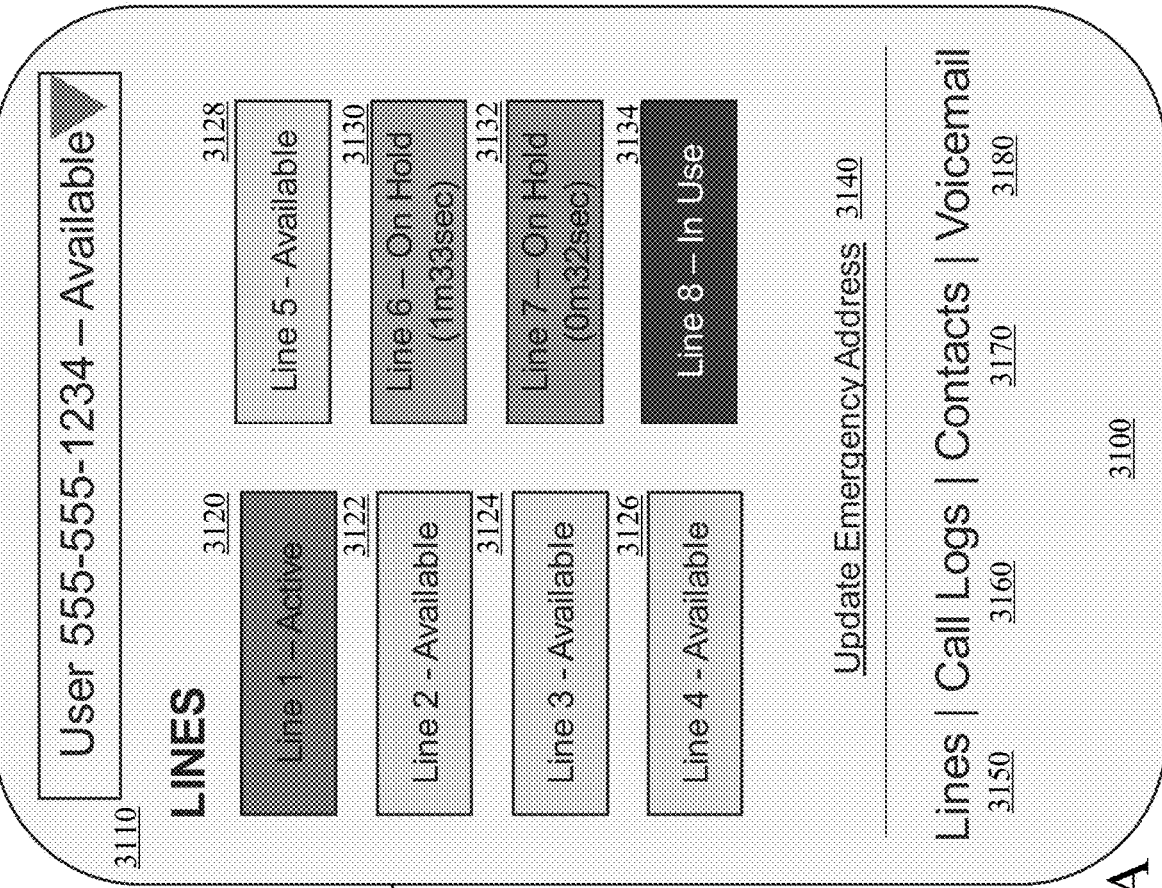 3110
User 555-555-1234 – Available
LINES
3120
Line 1 – Active
3122
Line 2 - Available
3124
Line 3 - Available
3126
Line 4 - Available
3128
Line 5 - Available
3130
Line 6 – On Hold
(1m33sec)
3132
Line 7 – On Hold
(0m32sec)
3134
Line 8 – In Use
Update Emergency Address 3140
Lines | Call Logs | Contacts | Voicemail
3150 3160 3170 3180
3100
A